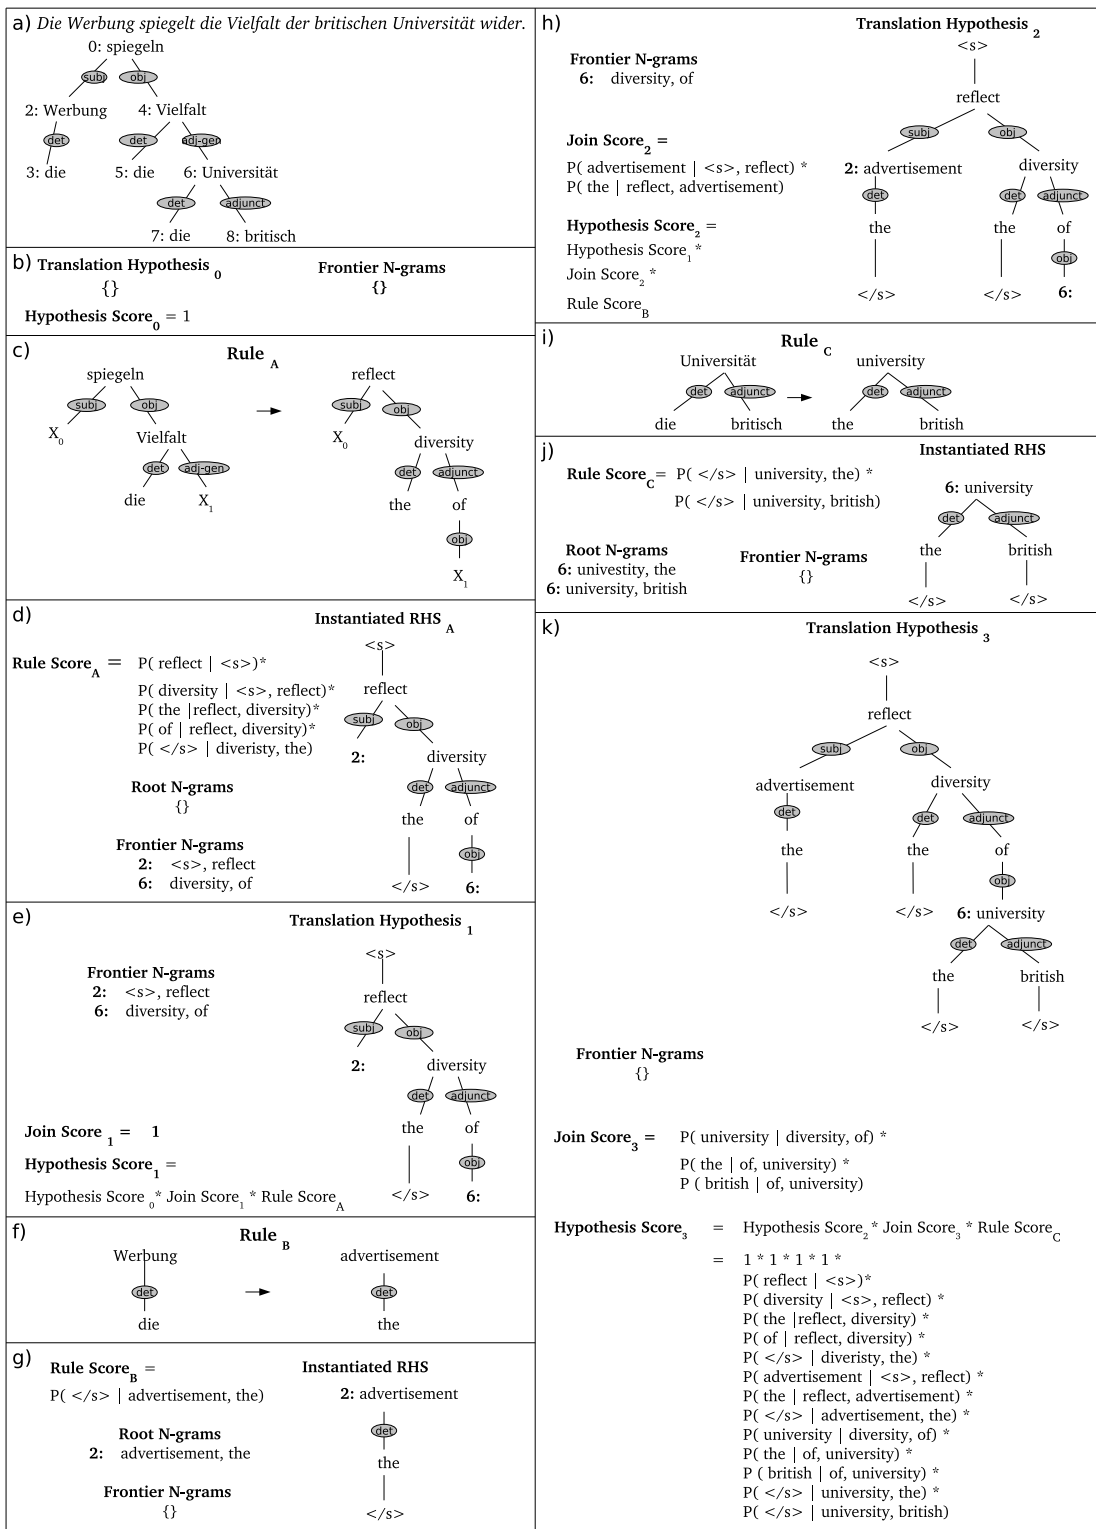 a) Die Werbung spiegelt die Vielfalt der britischen Universität wider.
0: spiegeln
subj obj
2: Werbung 4: Vielfalt
det det adj-gen
3: die 5: die 6: Universität
det adjunct
7: die 8: britisch
b) Translation Hypothesis 0 Frontier N-grams
{} {}
Hypothesis Score0 = 1
c) Rule A
spiegeln reflect
subj obj subj obj
X0 Vielfalt X0 diversity
det adj-gen det adjunct
die X1 the of
obj
X1
d) Instantiated RHS A
<s>
Rule ScoreA = P( reflect | <s>)*
P( diversity | <s>, reflect)* reflect
P( the |reflect, diversity)*
P( of | reflect, diversity)* subj obj
P( </s> | diveristy, the) 2: diversity
Root N-grams det adjunct
{} the of
Frontier N-grams obj
2: <s>, reflect
6: diversity, of </s> 6:
e) Translation Hypothesis 1
<s>
Frontier N-grams
2: <s>, reflect reflect
6: diversity, of
subj obj
2: diversity
det adjunct
Join Score 1 = 1 the of
Hypothesis Score1 = obj
Hypothesis Score 0* Join Score1 * Rule ScoreA </s> 6:
f) Rule B
Werbung advertisement
det det
die the
g) Rule ScoreB = Instantiated RHS
P( </s> | advertisement, the) 2: advertisement
Root N-grams det
2: advertisement, the the
Frontier N-grams
{} </s>
h) Translation Hypothesis 2
<s>
Frontier N-grams
6: diversity, of
reflect
subj obj
Join Score2 =
P( advertisement | <s>, reflect) * 2: advertisement diversity
P( the | reflect, advertisement) det det adjunct
Hypothesis Score2 = the the of
Hypothesis Score1 *
Join Score2 * obj
Rule ScoreB </s> </s> 6:
i) Rule C
Universität university
det adjunct det adjunct
die britisch the british
j) Instantiated RHS
Rule ScoreC= P( </s> | university, the) *
P( </s> | university, british) 6: university
det adjunct
Root N-grams Frontier N-grams the british
6: univestity, the {}
6: university, british </s> </s>
k) Translation Hypothesis 3
<s>
reflect
subj obj
advertisement diversity
det det adjunct
the the of
obj
</s> </s> 6: university
det adjunct
the british
</s> </s>
Frontier N-grams
{}
Join Score3 = P( university | diversity, of) *
P( the | of, university) *
P ( british | of, university)
Hypothesis Score3 = Hypothesis Score2 * Join Score3 * Rule ScoreC
= 1 * 1 * 1 * 1 *
P( reflect | <s>)*
P( diversity | <s>, reflect) *
P( the |reflect, diversity) *
P( of | reflect, diversity) *
P( </s> | diveristy, the) *
P( advertisement | <s>, reflect) *
P( the | reflect, advertisement) *
P( </s> | advertisement, the) *
P( university | diversity, of) *
P( the | of, university) *
P ( british | of, university) *
P( </s> | university, the) *
P( </s> | university, british)